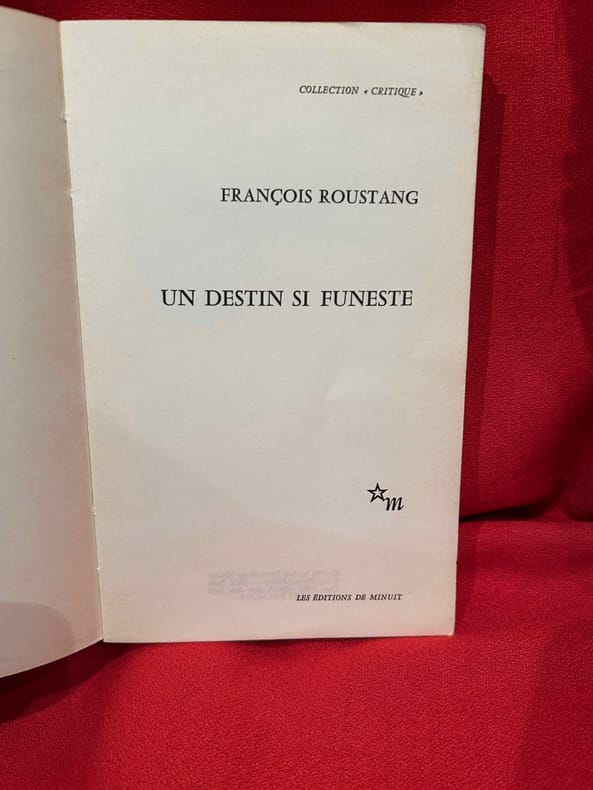 COLLECTION « CRITIQUE »
FRANÇOIS ROUSTANG
UN DESTIN SI FUNESTE
m
LES ÉDITIONS DE MINUIT